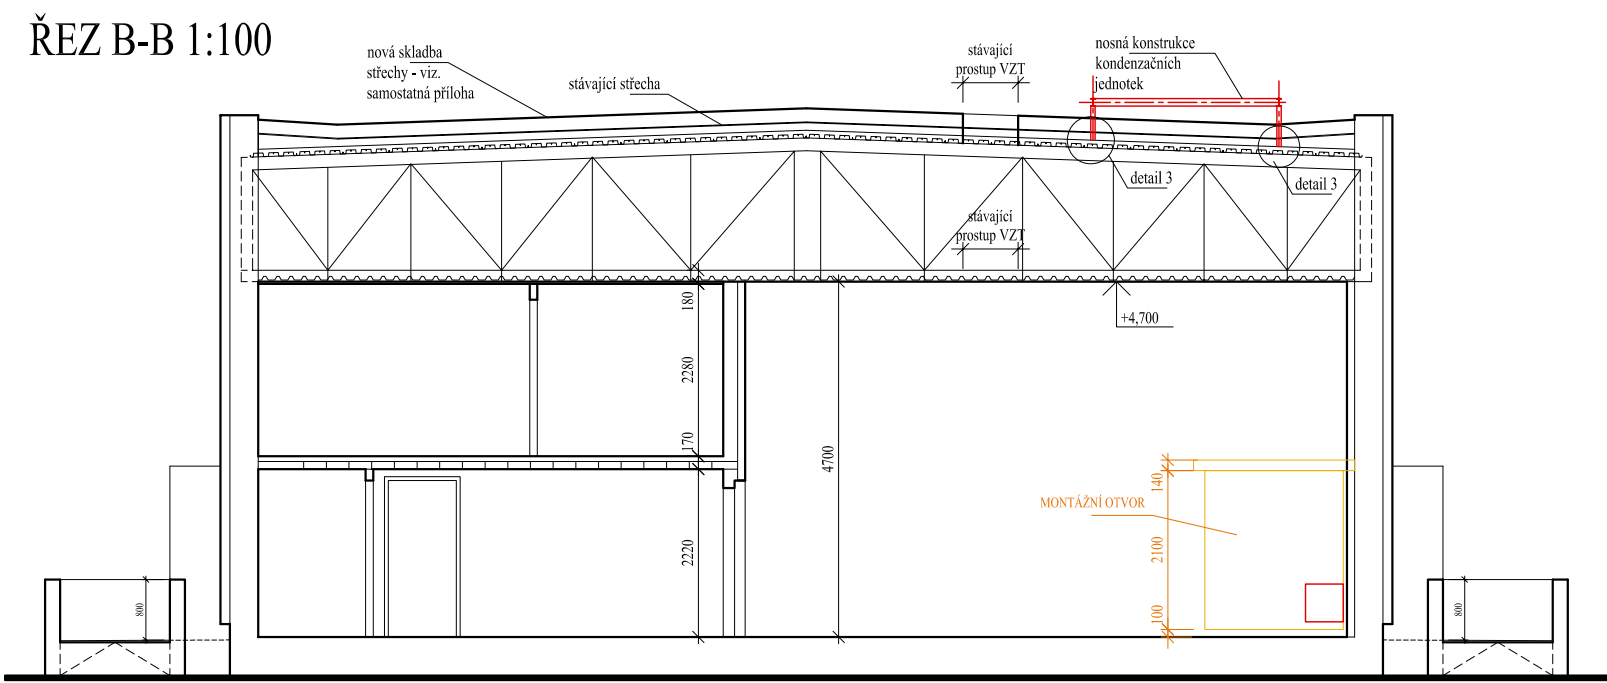 ŘEZ B-B 1:100
nová skladba
střechy - viz.
samostatná příloha
stávající střecha
stávající
prostup VZT
nosná konstrukce
kondenzačních
jednotek
detail 3
detail 3
stávající
prostup VZT
+4,700
180
2280
170
2220
4700
MONTÁŽNÍ OTVOR
140
2100
100
800
800